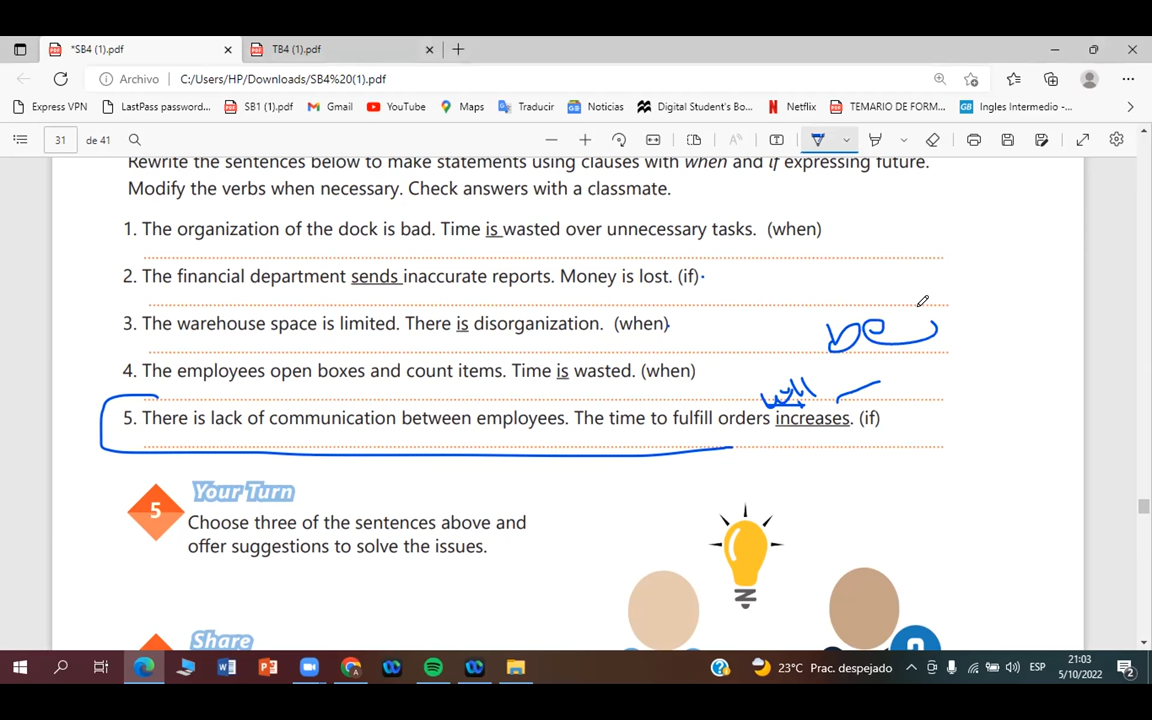 *SB4 (1).pdf
TB4 (1).pdf
Archivo C:/Users/HP/Downloads/SB4%20(1).pdf
Express VPN LastPass password... SB1 (1).pdf Gmail YouTube Maps Traducir Noticias Digital Student's Bo... Netflix TEMARIO DE FORM... Ingles Intermedio -...
31 de 41
Rewrite the sentences below to make statements using clauses with when and if expressing future.
Modify the verbs when necessary. Check answers with a classmate.
1. The organization of the dock is bad. Time is wasted over unnecessary tasks. (when)
2. The financial department sends inaccurate reports. Money is lost. (if)
3. The warehouse space is limited. There is disorganization. (when)
be
4. The employees open boxes and count items. Time is wasted. (when)
will
5. There is lack of communication between employees. The time to fulfill orders increases. (if)
5 Your Turn
Choose three of the sentences above and
offer suggestions to solve the issues.
Share
23°C Prac. despejado ESP 21:03
5/10/2022 2